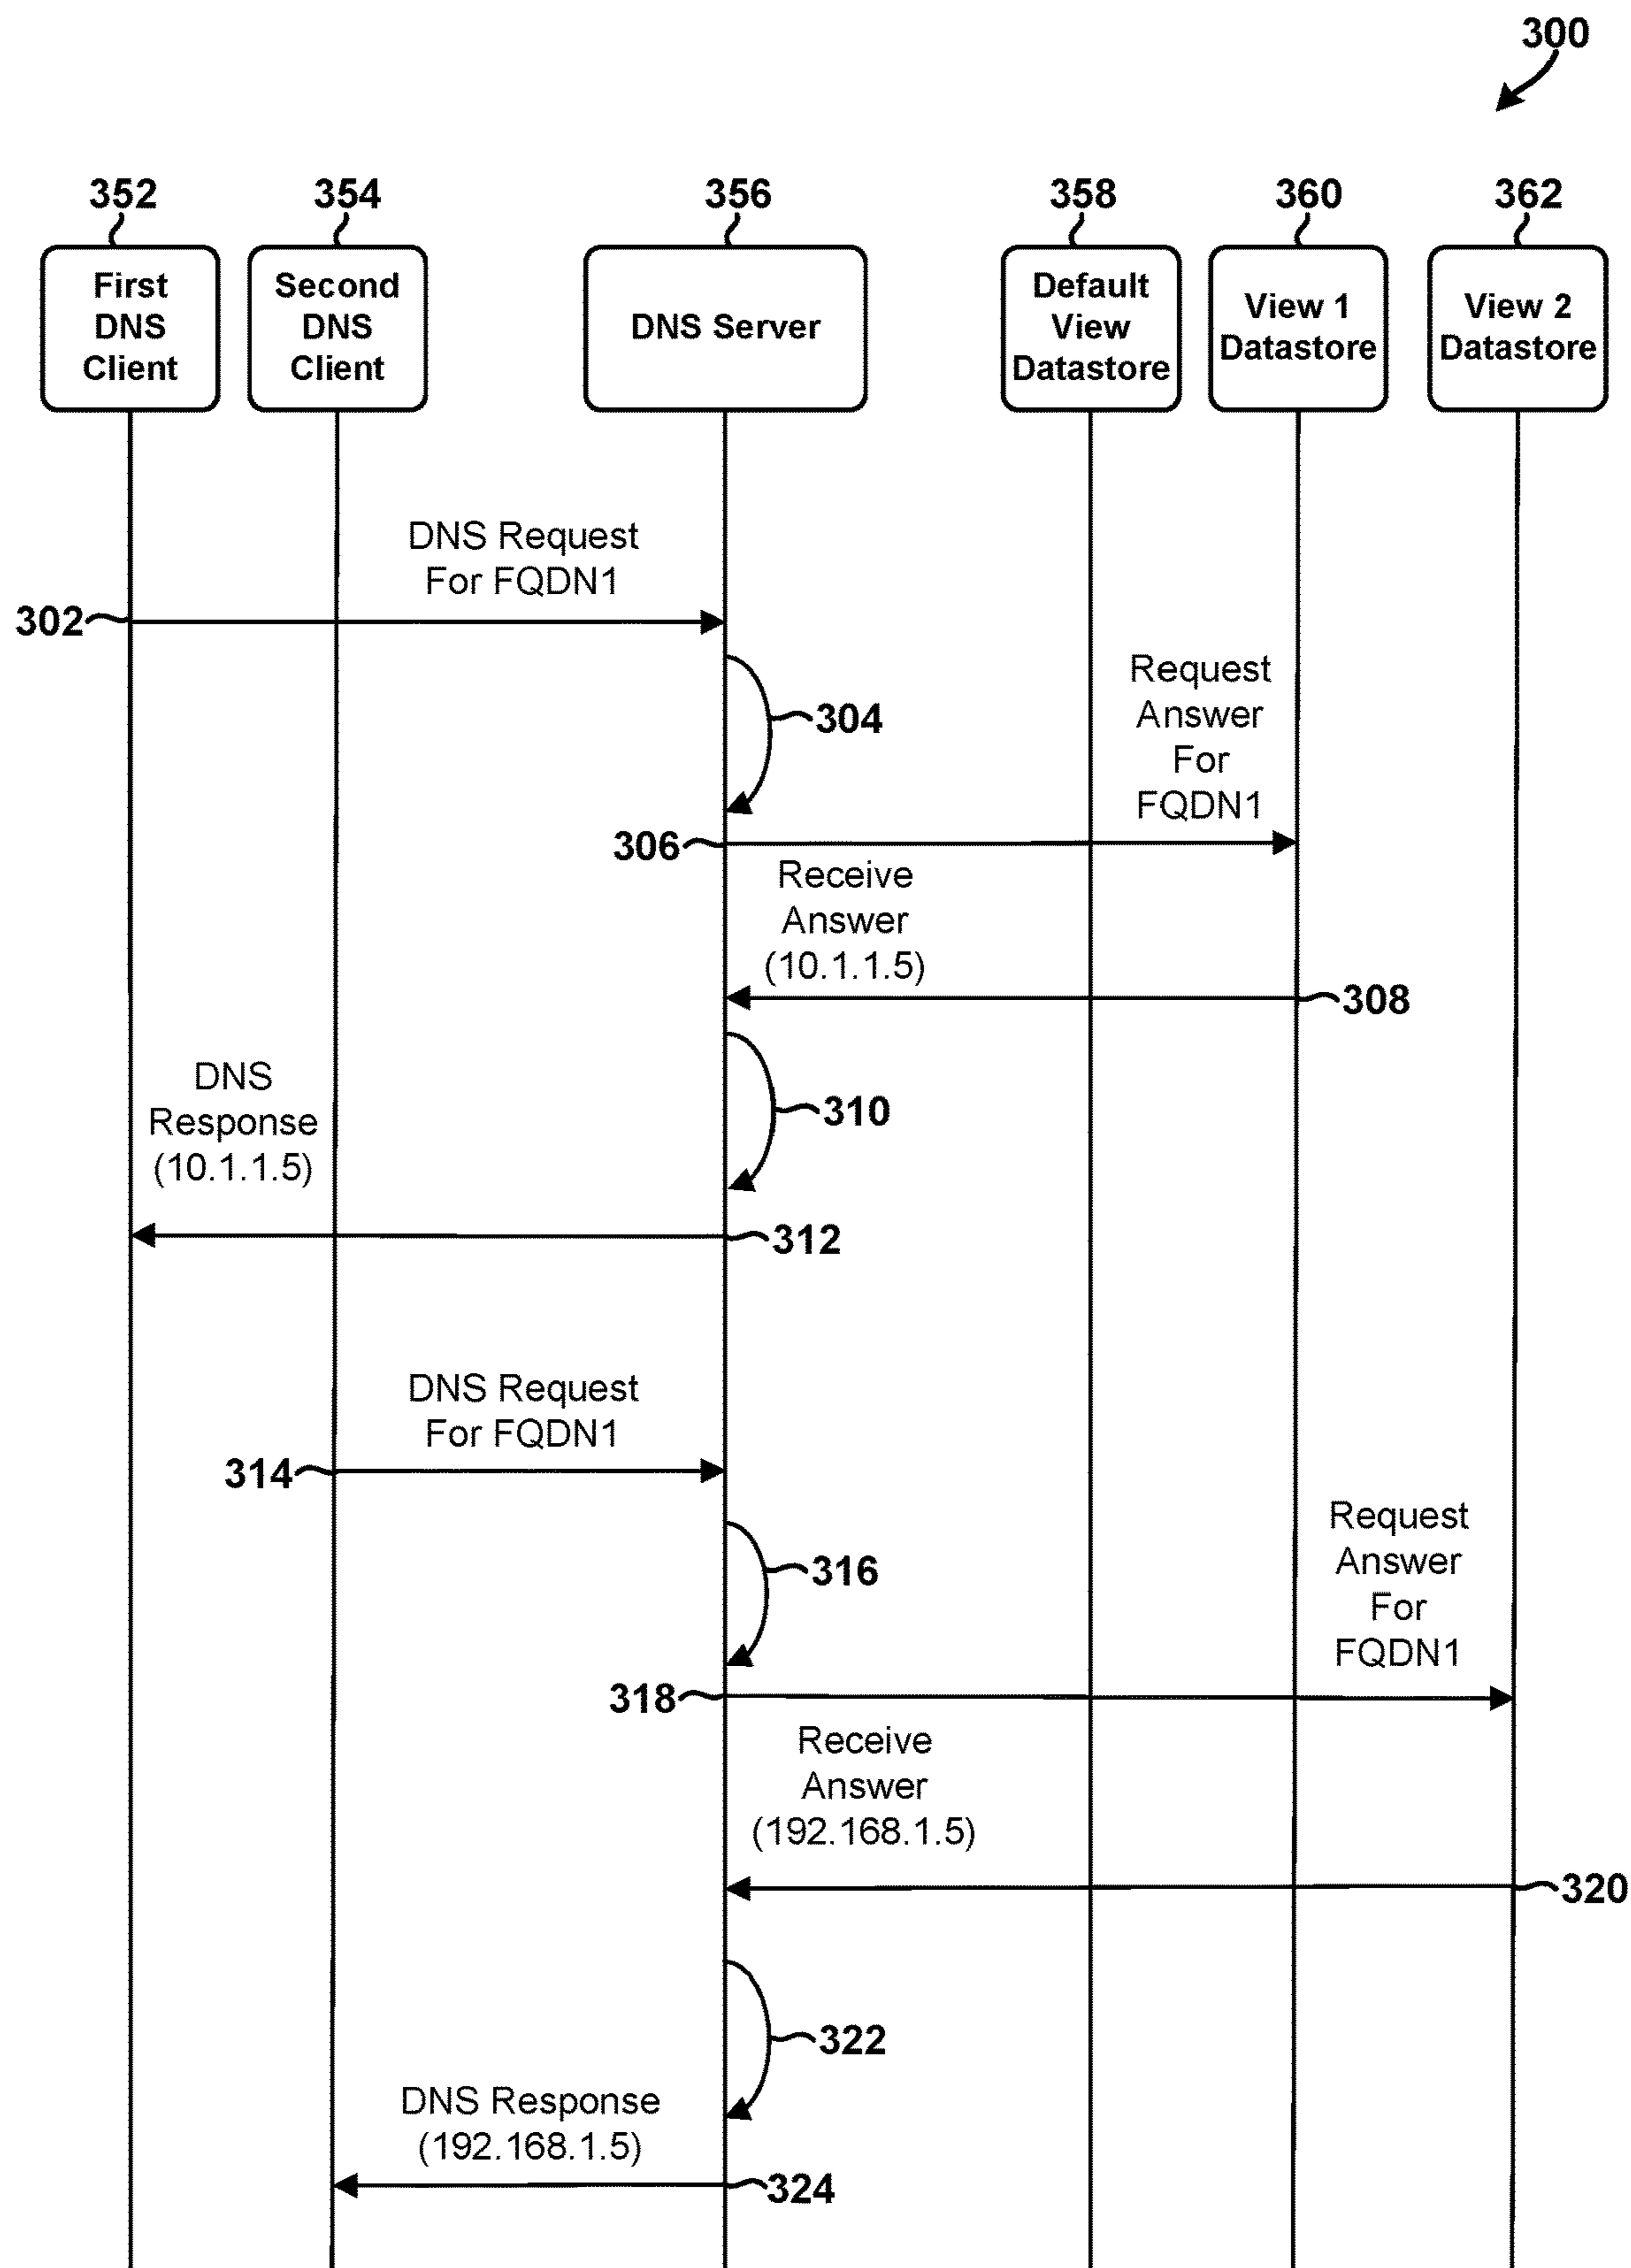 300
352
354
356
358
360
362
First
DNS
Client
Second
DNS
Client
DNS Server
Default
View
Datastore
View 1
Datastore
View 2
Datastore
DNS Request
For FQDN1
302
304
Request
Answer
For
FQDN1
306
Receive
Answer
(10.1.1.5)
308
310
DNS
Response
(10.1.1.5)
312
DNS Request
For FQDN1
314
316
Request
Answer
For
FQDN1
318
Receive
Answer
(192.168.1.5)
320
322
DNS Response
(192.168.1.5)
324